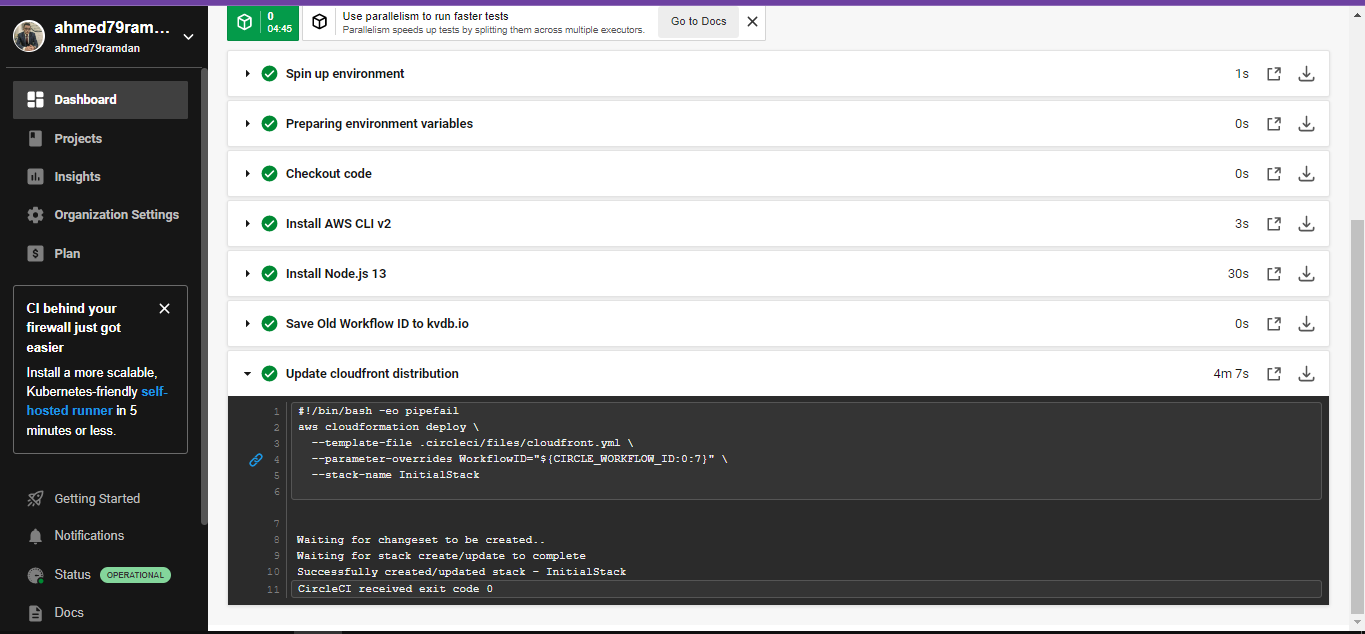 ahmed79ram...
ahmed79ramdan
Dashboard
Projects
Insights
Organization Settings
Plan
CI behind your
firewall just got
easier
Install a more scalable,
Kubernetes-friendly self-
hosted runner in 5
minutes or less.
Getting Started
Notifications
Status OPERATIONAL
Docs
0
04:45
Use parallelism to run faster tests
Parallelism speeds up tests by splitting them across multiple executors.
Go to Docs
Spin up environment 1s
Preparing environment variables 0s
Checkout code 0s
Install AWS CLI v2 3s
Install Node.js 13 30s
Save Old Workflow ID to kvdb.io 0s
Update cloudfront distribution 4m 7s
1 #!/bin/bash -eo pipefail
2 aws cloudformation deploy \
3 --template-file .circleci/files/cloudfront.yml \
4 --parameter-overrides WorkflowID="${CIRCLE_WORKFLOW_ID:0:7}" \
5 --stack-name InitialStack
6
7
8 Waiting for changeset to be created..
9 Waiting for stack create/update to complete
10 Successfully created/updated stack - InitialStack
11 CircleCI received exit code 0